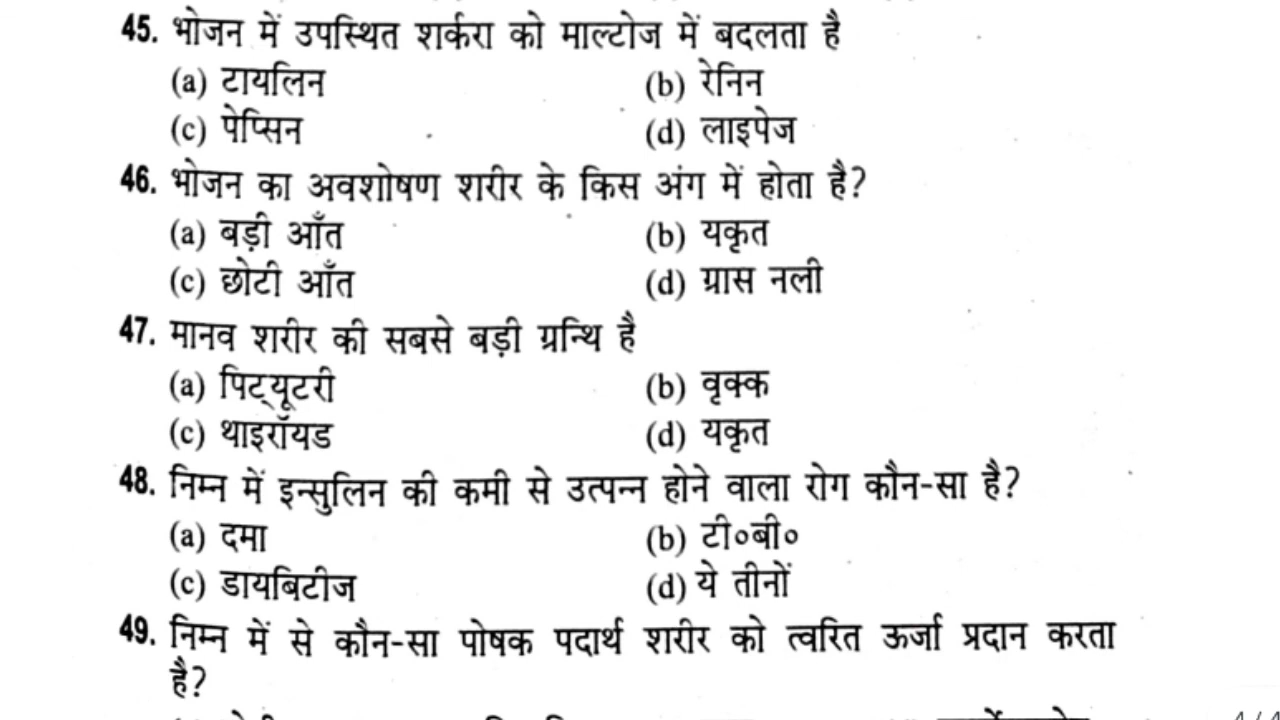 45. भोजन में उपस्थित शर्करा को माल्टोज में बदलता है
(a) टायलिन (b) रेनिन
(c) पेप्सिन (d) लाइपेज
46. भोजन का अवशोषण शरीर के किस अंग में होता है?
(a) बड़ी आँत (b) यकृत
(c) छोटी आँत (d) ग्रास नली
47. मानव शरीर की सबसे बड़ी ग्रन्थि है
(a) पिट्यूटरी (b) वृक्क
(c) थाइरॉयड (d) यकृत
48. निम्न में इन्सुलिन की कमी से उत्पन्न होने वाला रोग कौन-सा है?
(a) दमा (b) टी०बी०
(c) डायबिटीज (d) ये तीनों
49. निम्न में से कौन-सा पोषक पदार्थ शरीर को त्वरित ऊर्जा प्रदान करता
है?